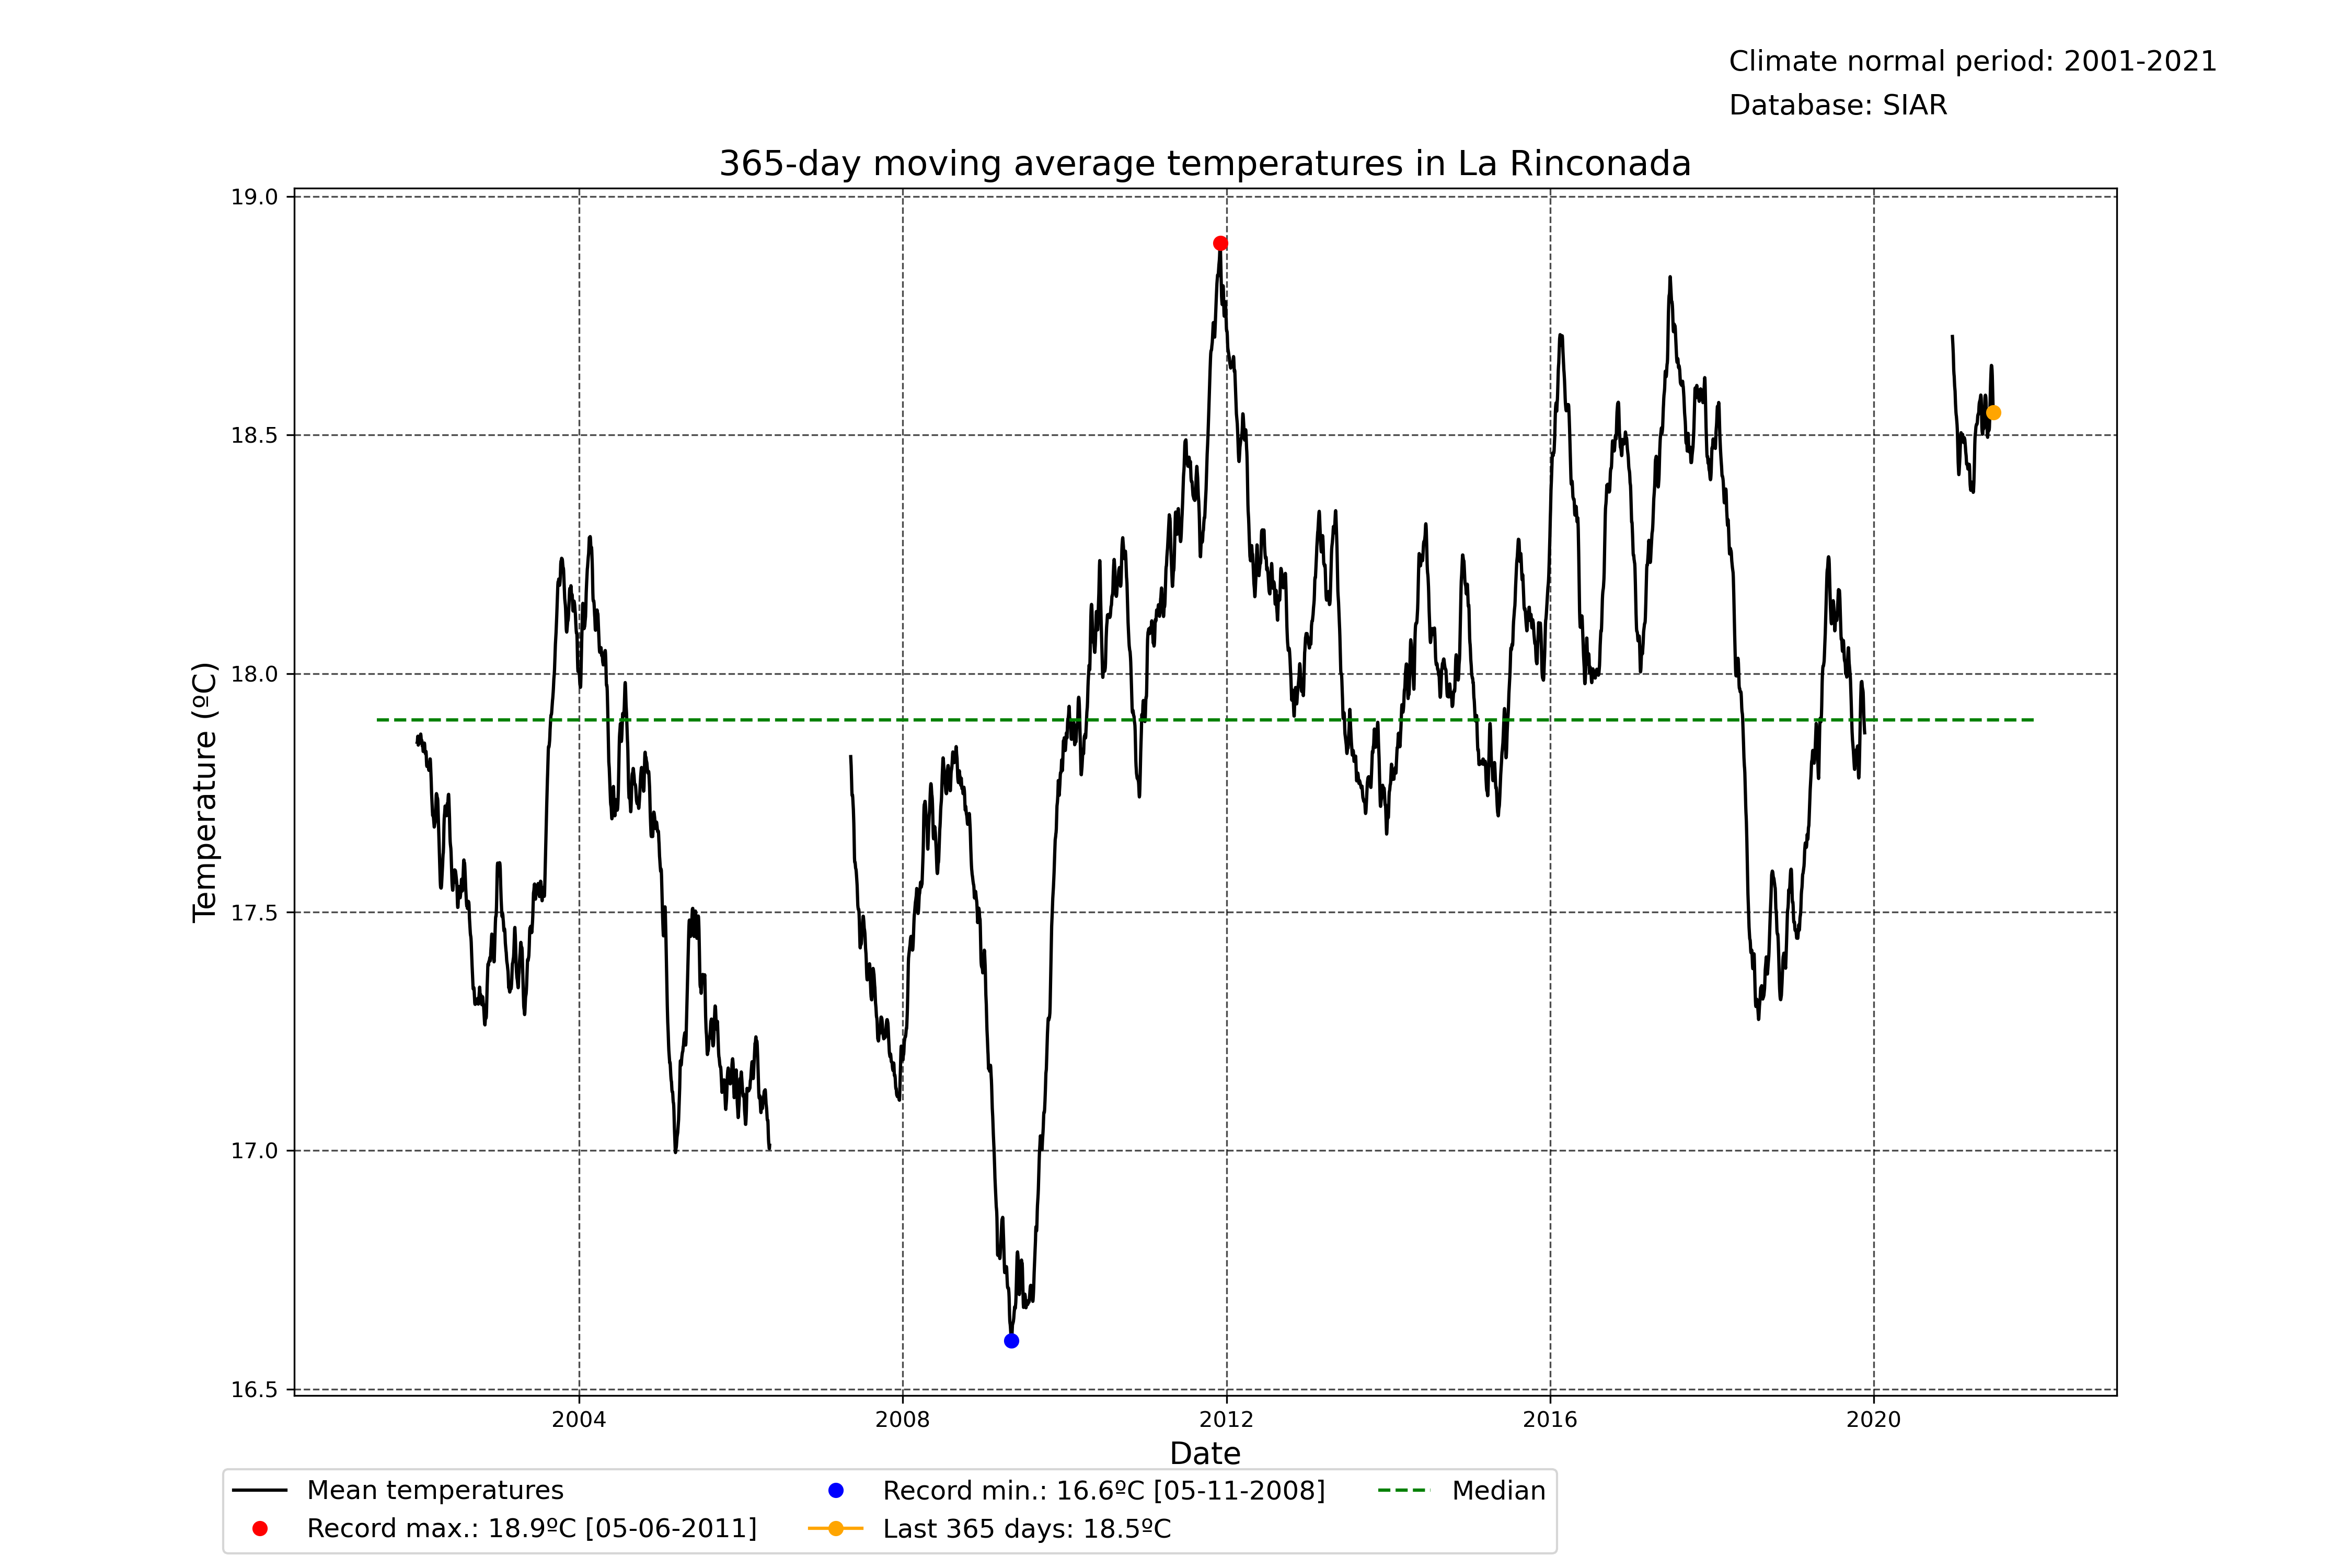 Climate normal period: 2001-2021
Database: SIAR
365-day moving average temperatures in La Rinconada
19.0
18.5
18.0
17.5
17.0
16.5
Temperature (ºC)
2004 2008 2012 2016 2020
Date
Mean temperatures
Record max.: 18.9ºC [05-06-2011]
Record min.: 16.6ºC [05-11-2008]
Last 365 days: 18.5ºC
Median